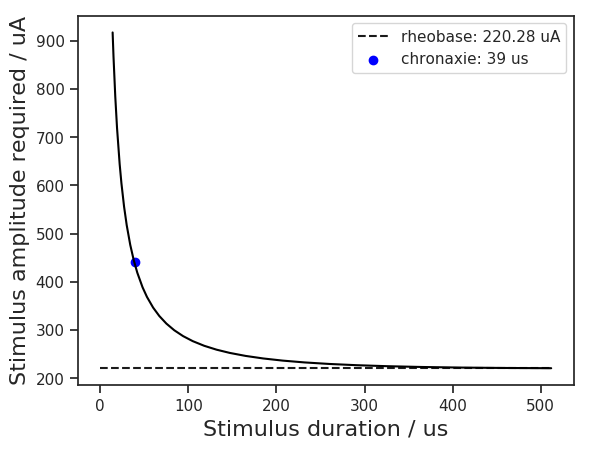 Stimulus amplitude required / uA
900
800
700
600
500
400
300
200
rheobase: 220.28 uA
chronaxie: 39 us
0 100 200 300 400 500
Stimulus duration / us